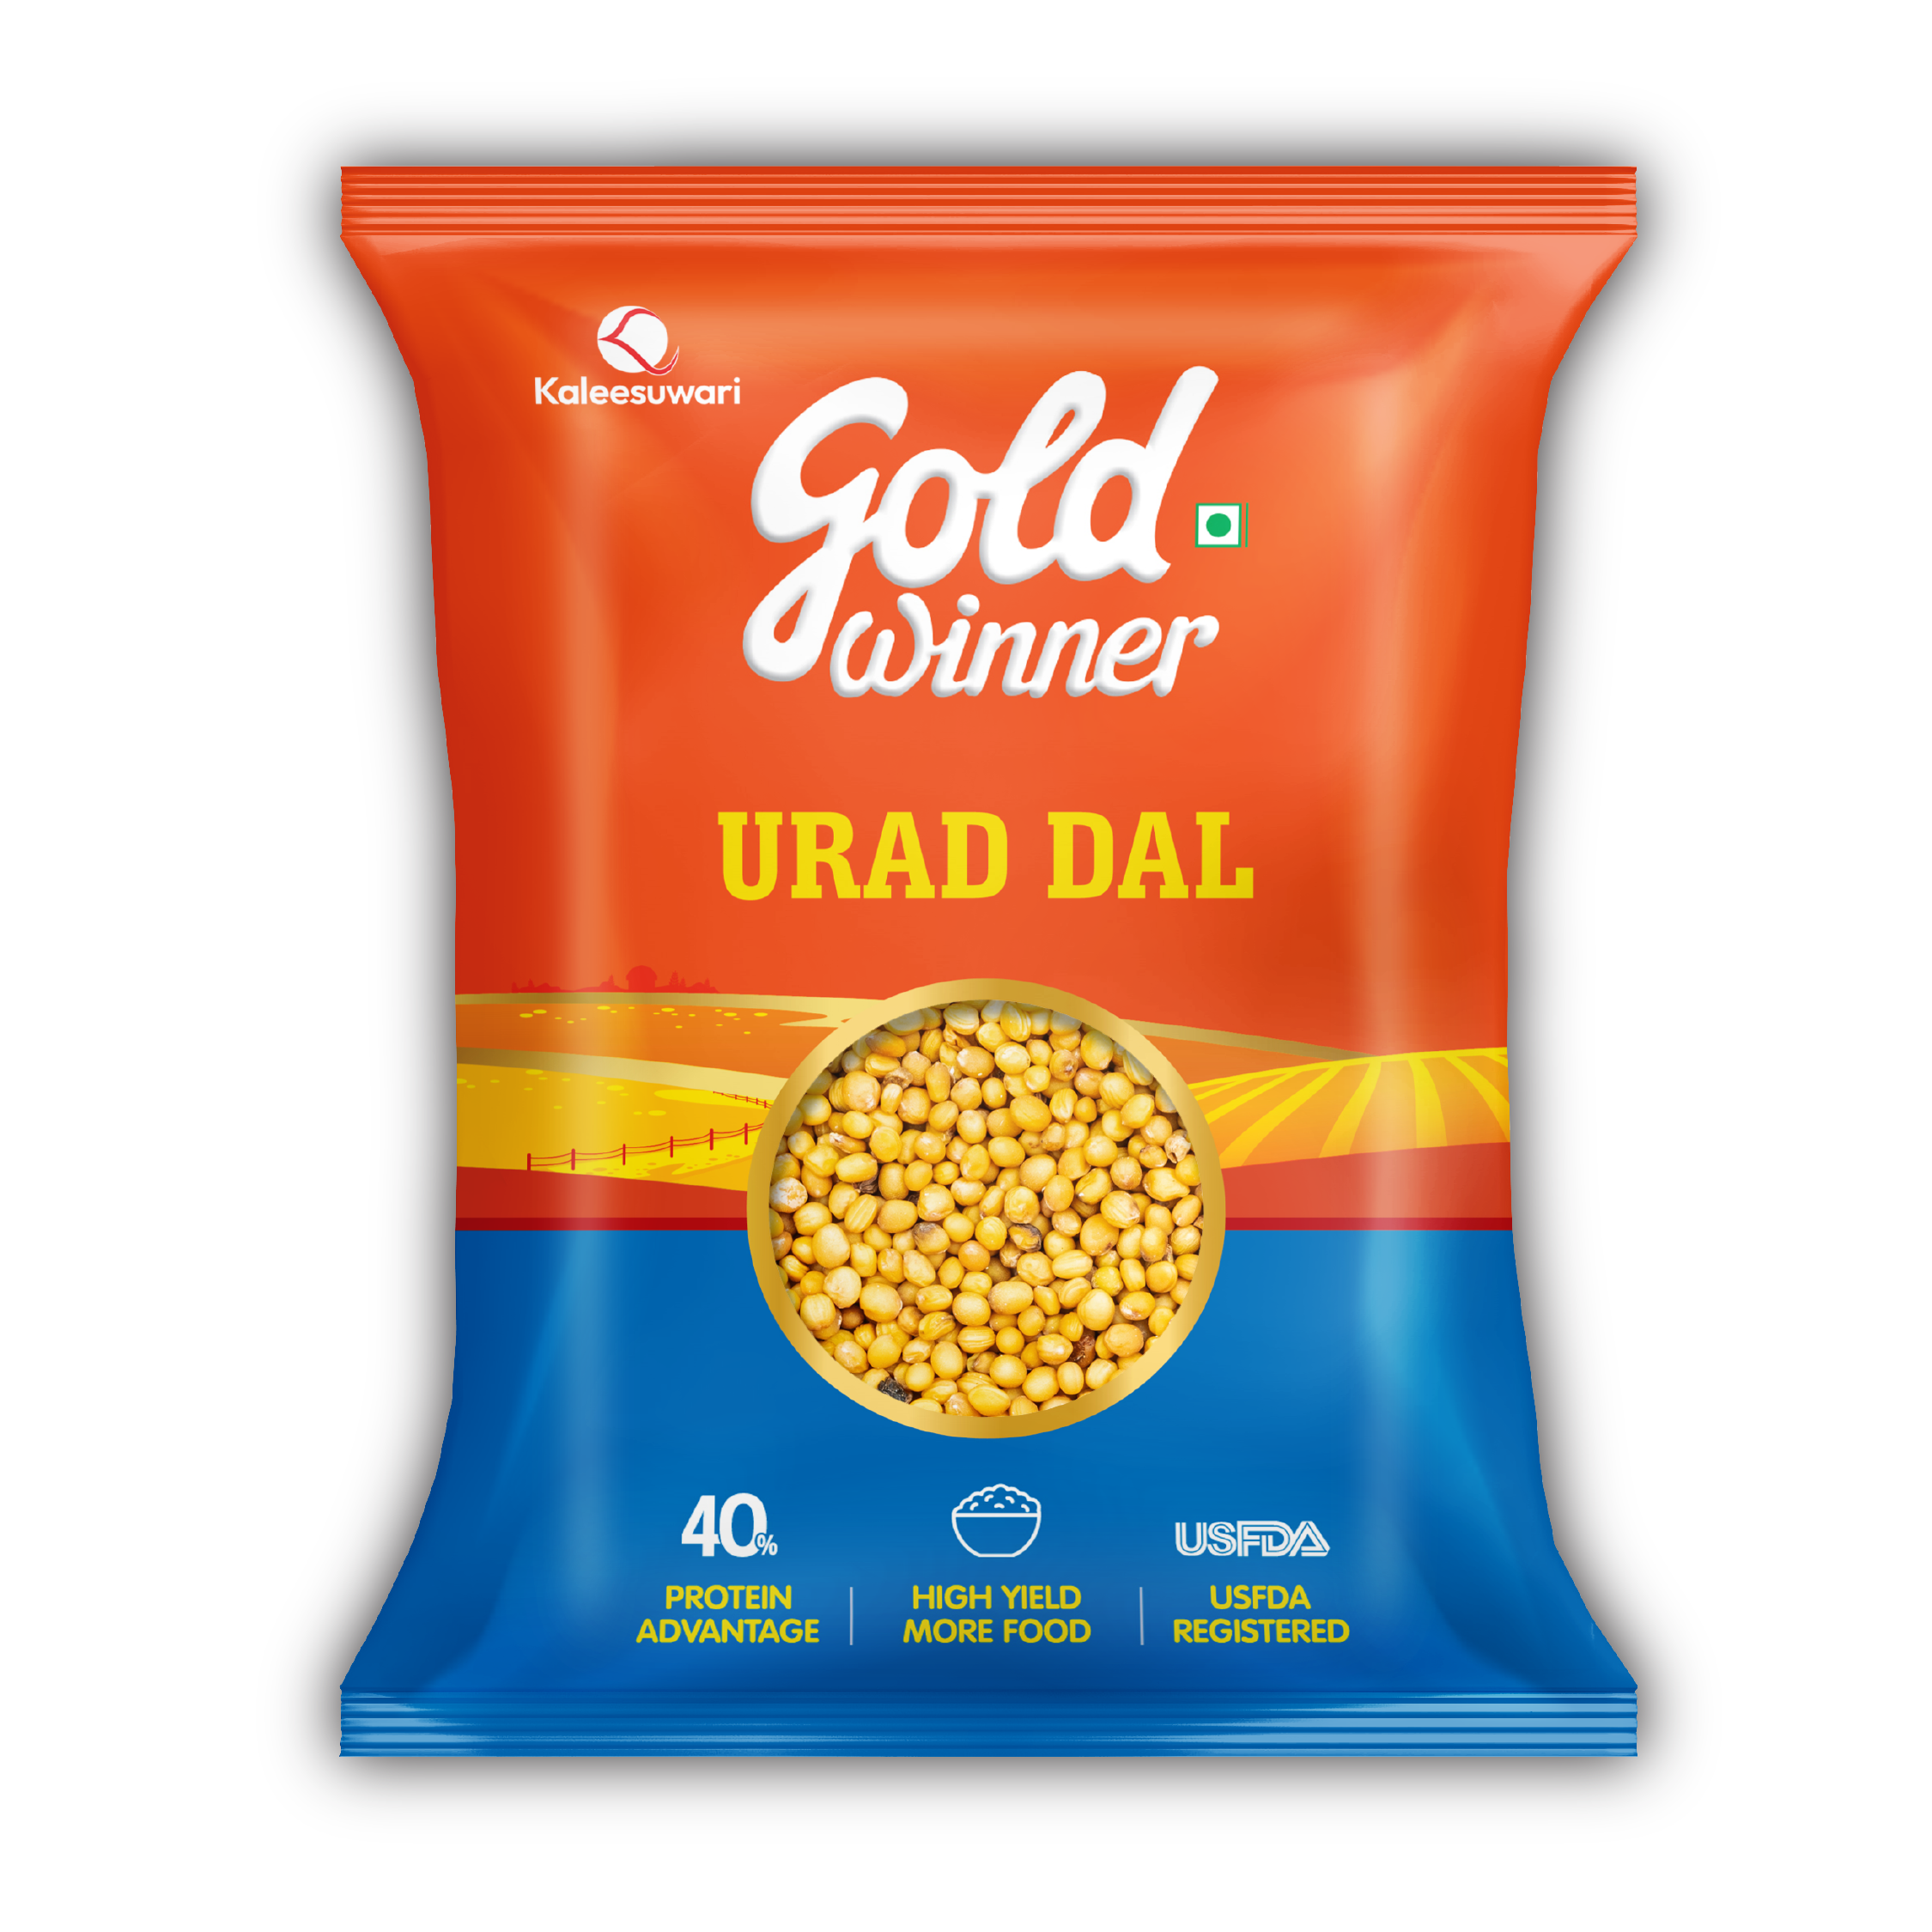 Kaleesuwari
Gold
Winner
URAD DAL
40%
PROTEIN
ADVANTAGE
HIGH YIELD
MORE FOOD
USFDA
USFDA
REGISTERED